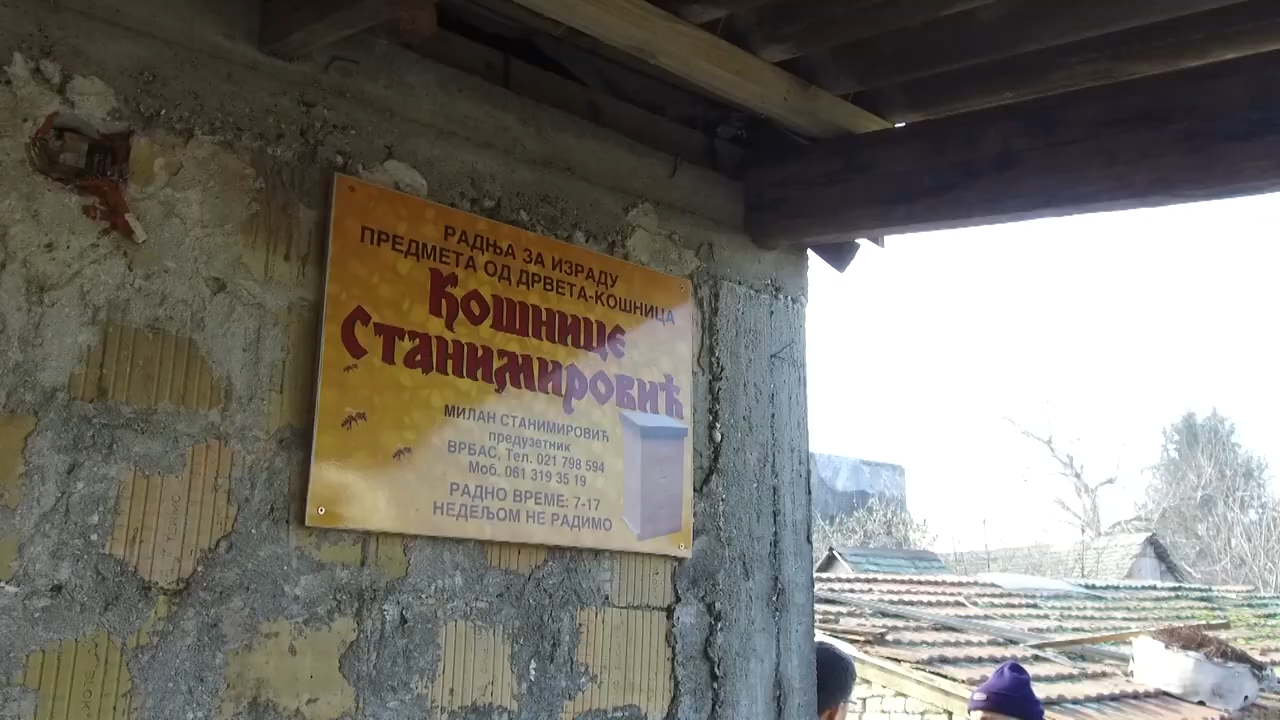 РАДЊА ЗА ИЗРАДУ
ПРЕДМЕТА ОД ДРВЕТА-КОШНИЦА
Кошнице
Станимировић
МИЛАН СТАНИМИРОВИЋ
предузетник
ВРБАС, Тел. 021 798 594
Моб. 061 319 35 19
РАДНО ВРЕМЕ: 7-17
НЕДЕЉОМ НЕ РАДИМО